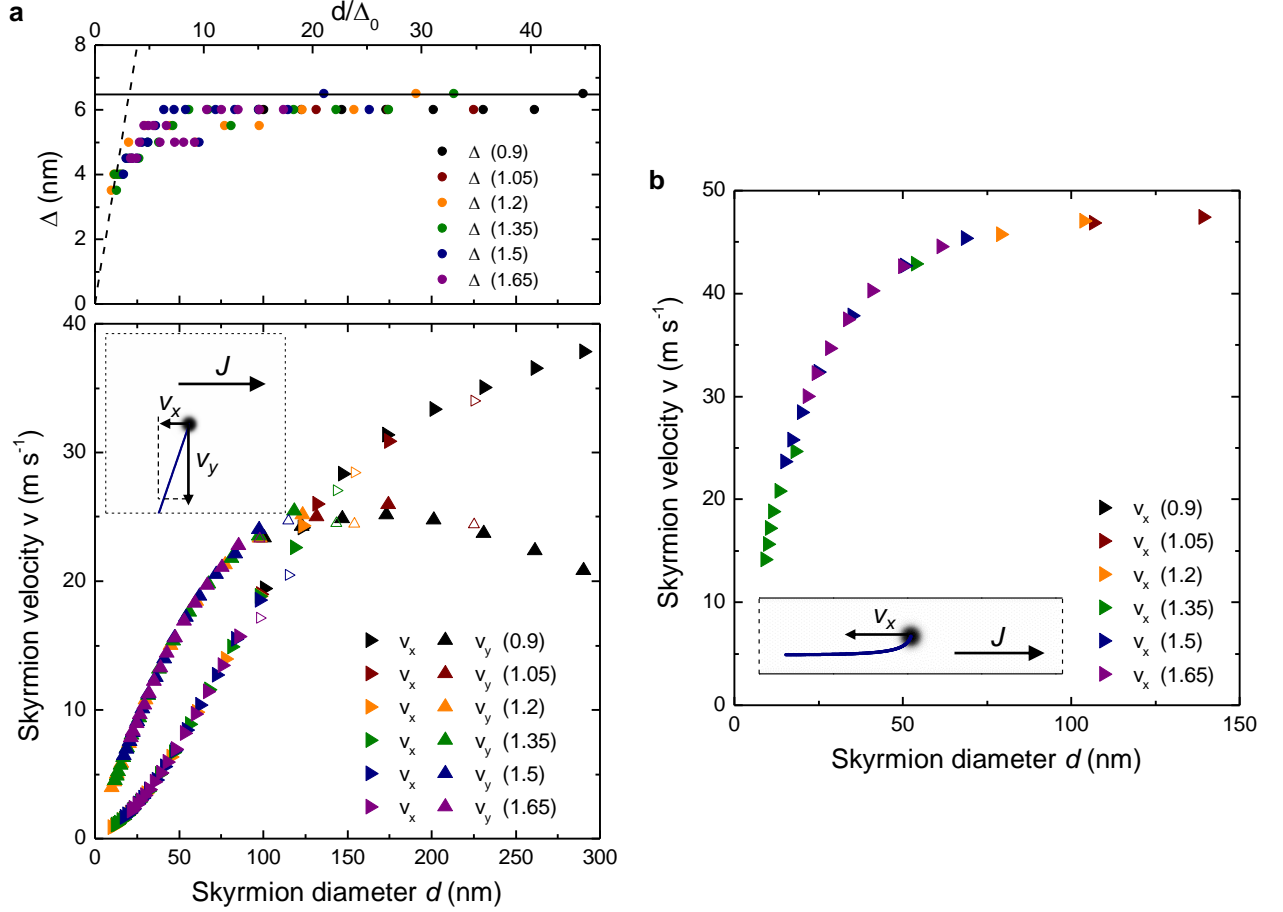 a
d/Δ0
0 10 20 30 40
8
6
4
2
0
Δ (nm)
Δ (0.9)
Δ (1.05)
Δ (1.2)
Δ (1.35)
Δ (1.5)
Δ (1.65)
40
30
20
10
0
Skyrmion velocity v (m s-1)
J
vx
vy
vx vy (0.9)
vx vy (1.05)
vx vy (1.2)
vx vy (1.35)
vx vy (1.5)
vx vy (1.65)
0 50 100 150 200 250 300
Skyrmion diameter d (nm)
b
50
40
30
20
10
0
Skyrmion velocity v (m s-1)
vx (0.9)
vx (1.05)
vx (1.2)
vx (1.35)
vx (1.5)
vx (1.65)
vx
J
0 50 100 150
Skyrmion diameter d (nm)